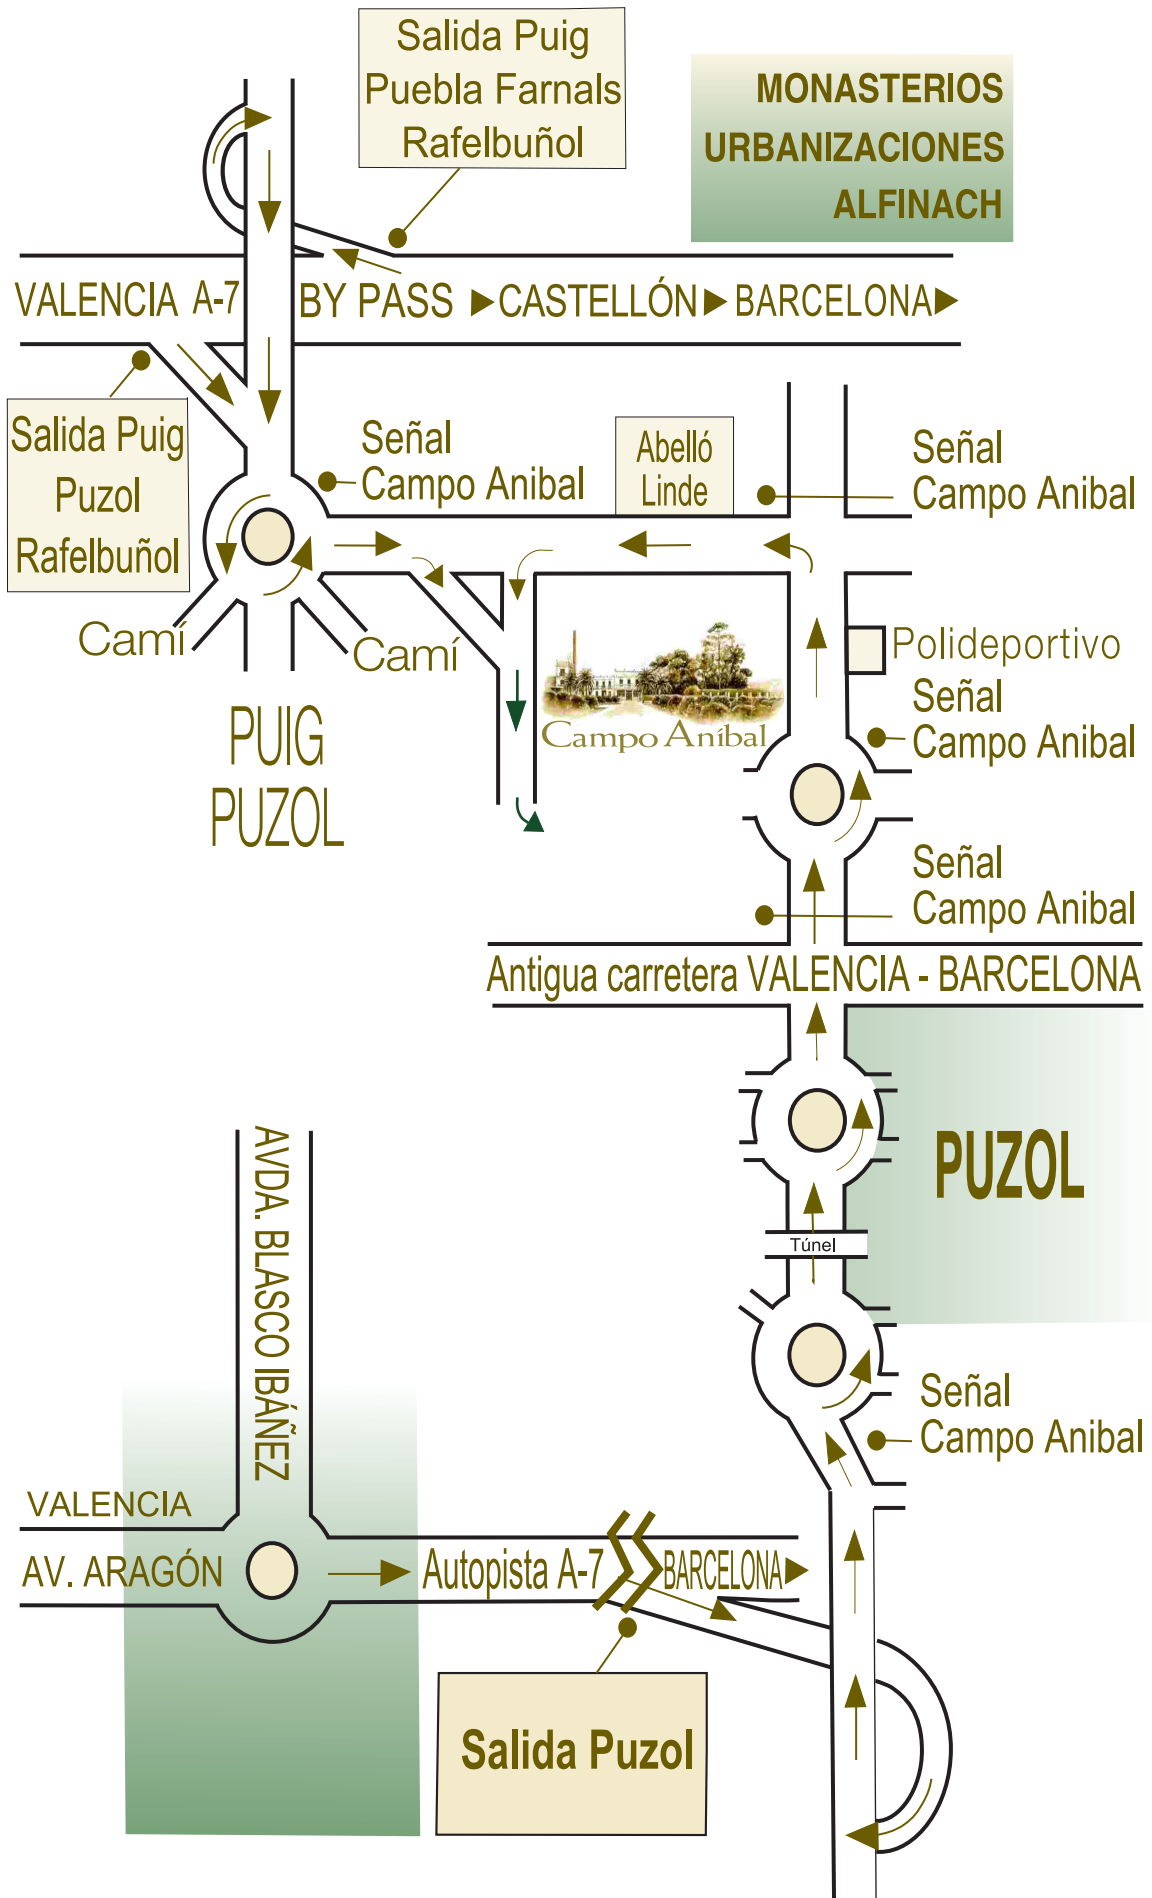 Salida Puig
Puebla Farnals
Rafelbuñol
MONASTERIOS
URBANIZACIONES
ALFINACH
VALENCIA A-7 BY PASS CASTELLÓN BARCELONA
Salida Puig
Puzol
Rafelbuñol
Señal
Campo Anibal
Abelló
Linde
Señal
Campo Anibal
Camí
Camí
Polideportivo
Campo Aníbal
Señal
Campo Anibal
PUIG
PUZOL
Señal
Campo Anibal
Antigua carretera VALENCIA - BARCELONA
PUZOL
AVDA. BLASCO IBÁÑEZ
Túnel
Señal
Campo Anibal
VALENCIA
AV. ARAGÓN
Autopista A-7
BARCELONA
Salida Puzol